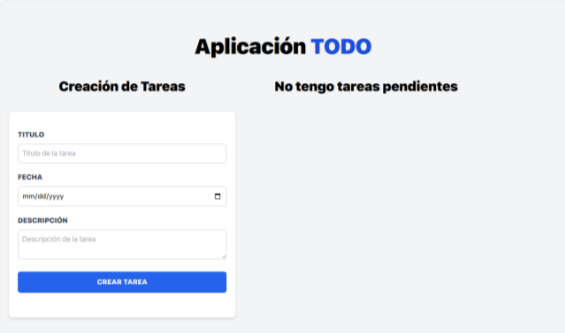 Aplicación TODO
Creación de Tareas
No tengo tareas pendientes
TITULO
Titulo de la tarea
FECHA
mm/dd/yyyy
DESCRIPCIÓN
Descripción de la tarea
CREAR TAREA